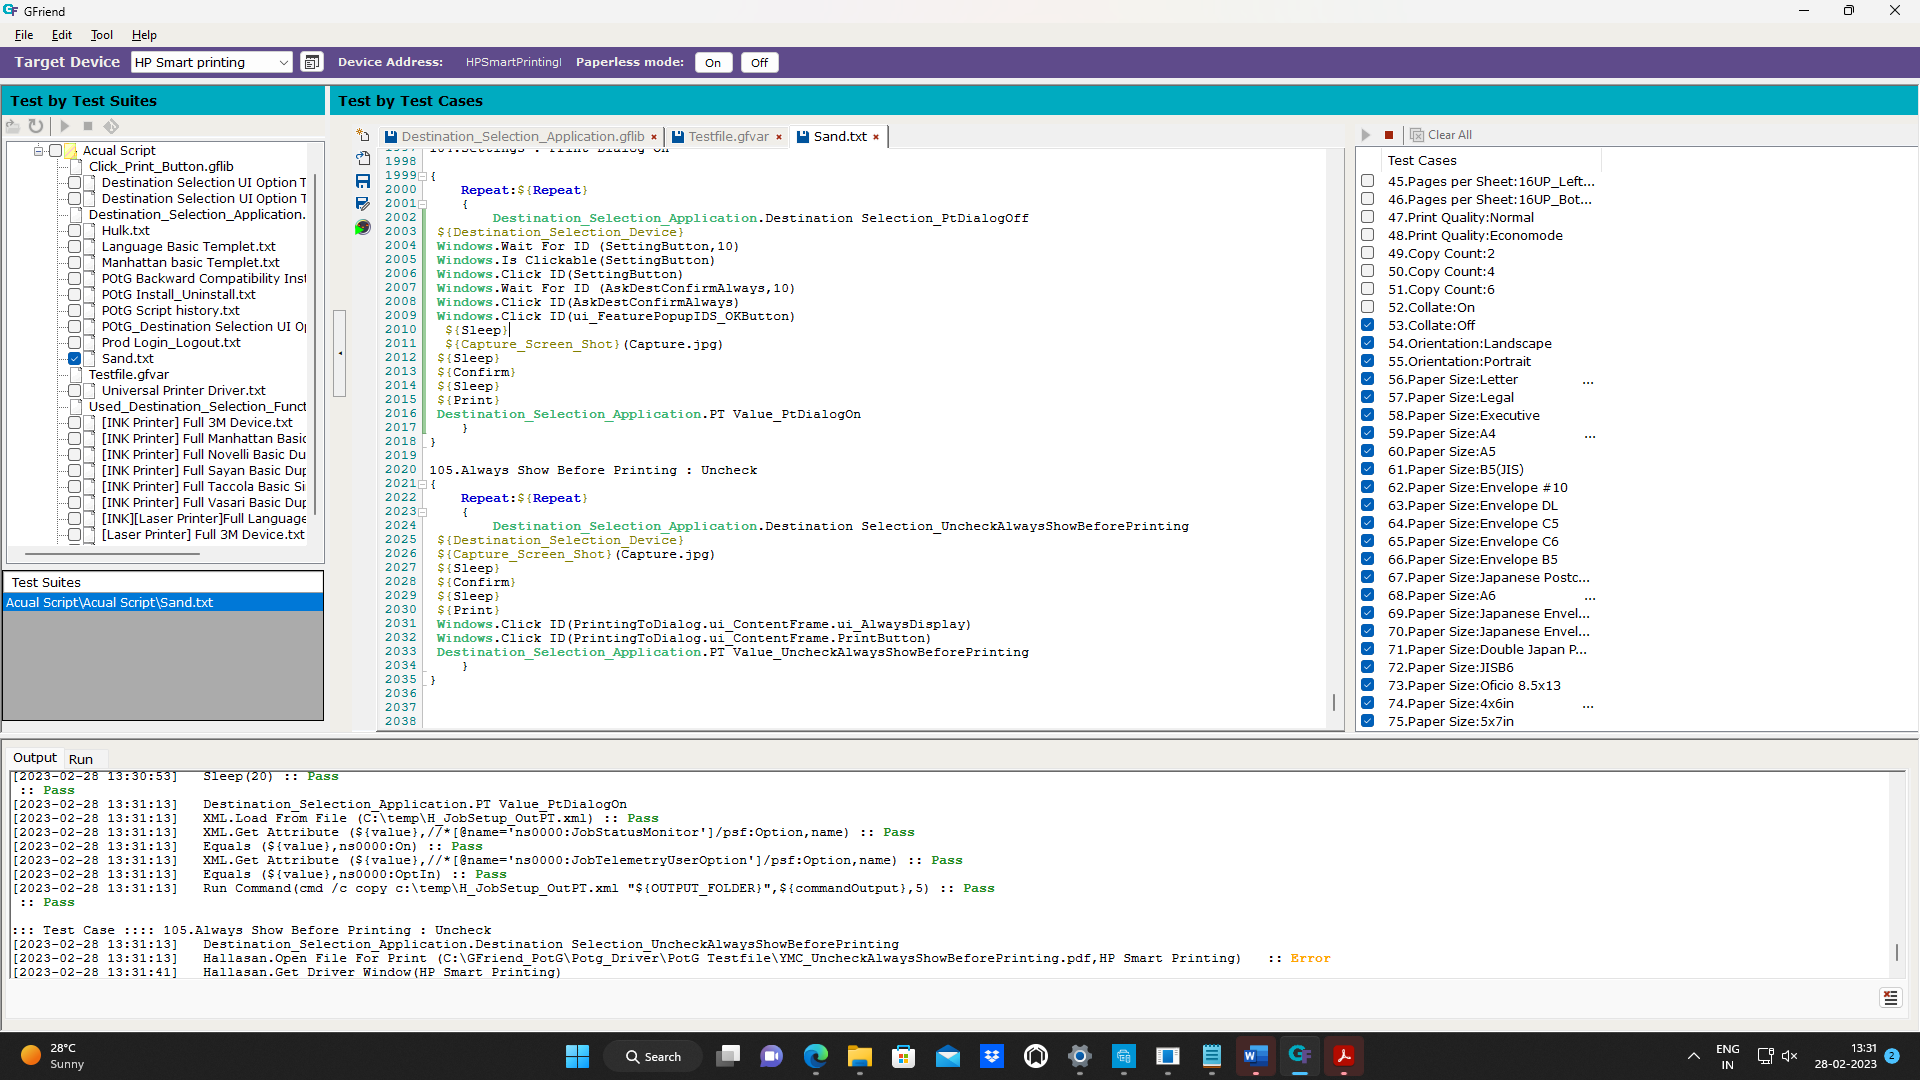 GFriend
File Edit Tool Help
Target Device HP Smart printing Device Address: HPSmartPrintingI Paperless mode: On Off
Test by Test Suites
Acual Script
Click_Print_Button.gflib
Destination Selection UI Option T
Destination Selection UI Option T
Destination_Selection_Application.
Hulk.txt
Language Basic Templet.txt
Manhattan basic Templet.txt
POtG Backward Compatibility Inst
POtG Install_Uninstall.txt
POtG Script history.txt
POtG_Destination Selection UI Op
Prod Login_Logout.txt
Sand.txt
Testfile.gfvar
Universal Printer Driver.txt
Used_Destination_Selection_Funct
[INK Printer] Full 3M Device.txt
[INK Printer] Full Manhattan Basic
[INK Printer] Full Novelli Basic Du
[INK Printer] Full Sayan Basic Dup
[INK Printer] Full Taccola Basic Si
[INK Printer] Full Vasari Basic Dup
[INK][Laser Printer]Full Language
[Laser Printer] Full 3M Device.txt
Test Suites
Acual Script\Acual Script\Sand.txt
Test by Test Cases
Destination_Selection_Application.gflib × Testfile.gfvar × Sand.txt ×
1997 104.Settings : Print Dialog On
1998
1999 {
2000 Repeat:${Repeat}
2001 {
2002 Destination_Selection_Application.Destination Selection_PtDialogOff
2003 ${Destination_Selection_Device}
2004 Windows.Wait For ID (SettingButton,10)
2005 Windows.Is Clickable(SettingButton)
2006 Windows.Click ID(SettingButton)
2007 Windows.Wait For ID (AskDestConfirmAlways,10)
2008 Windows.Click ID(AskDestConfirmAlways)
2009 Windows.Click ID(ui_FeaturePopupIDS_OKButton)
2010 ${Sleep}
2011 ${Capture_Screen_Shot}(Capture.jpg)
2012 ${Sleep}
2013 ${Confirm}
2014 ${Sleep}
2015 ${Print}
2016 Destination_Selection_Application.PT Value_PtDialogOn
2017 }
2018 }
2019
2020 105.Always Show Before Printing : Uncheck
2021 {
2022 Repeat:${Repeat}
2023 {
2024 Destination_Selection_Application.Destination Selection_UncheckAlwaysShowBeforePrinting
2025 ${Destination_Selection_Device}
2026 ${Capture_Screen_Shot}(Capture.jpg)
2027 ${Sleep}
2028 ${Confirm}
2029 ${Sleep}
2030 ${Print}
2031 Windows.Click ID(PrintingToDialog.ui_ContentFrame.ui_AlwaysDisplay)
2032 Windows.Click ID(PrintingToDialog.ui_ContentFrame.PrintButton)
2033 Destination_Selection_Application.PT Value_UncheckAlwaysShowBeforePrinting
2034 }
2035 }
2036
2037
2038
Clear All
Test Cases
45.Pages per Sheet:16UP_Left...
46.Pages per Sheet:16UP_Bot...
47.Print Quality:Normal
48.Print Quality:Economode
49.Copy Count:2
50.Copy Count:4
51.Copy Count:6
52.Collate:On
53.Collate:Off
54.Orientation:Landscape
55.Orientation:Portrait
56.Paper Size:Letter ...
57.Paper Size:Legal
58.Paper Size:Executive
59.Paper Size:A4 ...
60.Paper Size:A5
61.Paper Size:B5(JIS)
62.Paper Size:Envelope #10
63.Paper Size:Envelope DL
64.Paper Size:Envelope C5
65.Paper Size:Envelope C6
66.Paper Size:Envelope B5
67.Paper Size:Japanese Postc...
68.Paper Size:A6 ...
69.Paper Size:Japanese Envel...
70.Paper Size:Japanese Envel...
71.Paper Size:Double Japan P...
72.Paper Size:JISB6
73.Paper Size:Oficio 8.5x13
74.Paper Size:4x6in ...
75.Paper Size:5x7in
Output Run
[2023-02-28 13:30:53] Sleep(20) :: Pass
:: Pass
[2023-02-28 13:31:13] Destination_Selection_Application.PT Value_PtDialogOn
[2023-02-28 13:31:13] XML.Load From File (C:\temp\H_JobSetup_OutPT.xml) :: Pass
[2023-02-28 13:31:13] XML.Get Attribute (${value},//*[@name='ns0000:JobStatusMonitor']/psf:Option,name) :: Pass
[2023-02-28 13:31:13] Equals (${value},ns0000:On) :: Pass
[2023-02-28 13:31:13] XML.Get Attribute (${value},//*[@name='ns0000:JobTelemetryUserOption']/psf:Option,name) :: Pass
[2023-02-28 13:31:13] Equals (${value},ns0000:OptIn) :: Pass
[2023-02-28 13:31:13] Run Command(cmd /c copy c:\temp\H_JobSetup_OutPT.xml "${OUTPUT_FOLDER}",${commandOutput},5) :: Pass
:: Pass
::: Test Case :::: 105.Always Show Before Printing : Uncheck
[2023-02-28 13:31:13] Destination_Selection_Application.Destination Selection_UncheckAlwaysShowBeforePrinting
[2023-02-28 13:31:13] Hallasan.Open File For Print (C:\GFriend_PotG\Potg_Driver\PotG Testfile\YMC_UncheckAlwaysShowBeforePrinting.pdf,HP Smart Printing) :: Error
[2023-02-28 13:31:41] Hallasan.Get Driver Window(HP Smart Printing)
28°C
Sunny
Search
ENG
IN
13:31
28-02-2023
2